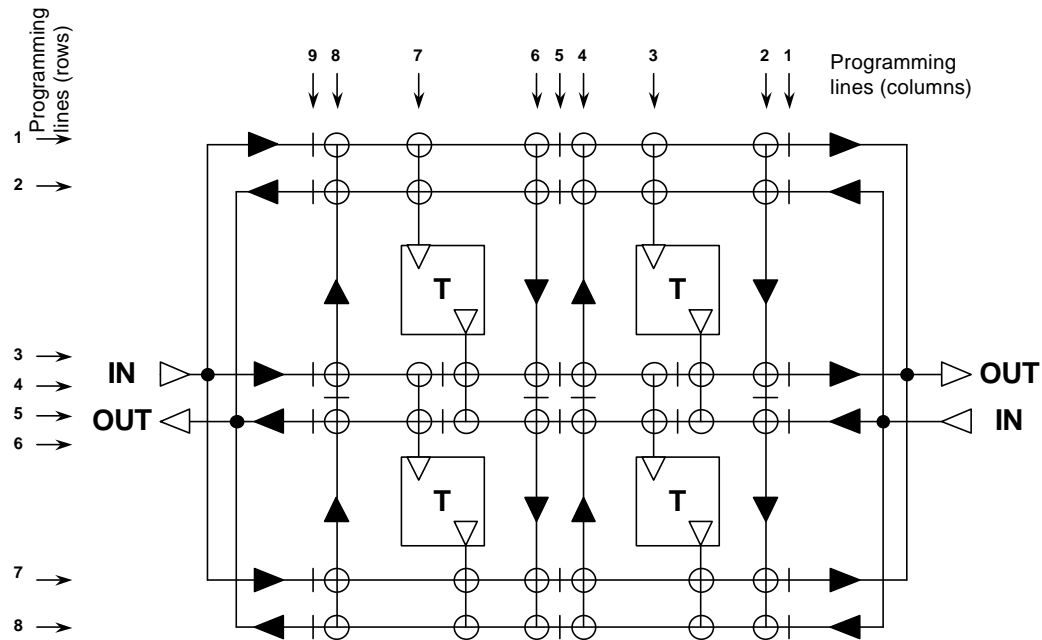 Programming
lines (rows)
9 8 7 6 5 4 3 2 1
Programming
lines (columns)
1
2
T T
3
IN OUT
4
5
OUT IN
6
T T
7
8